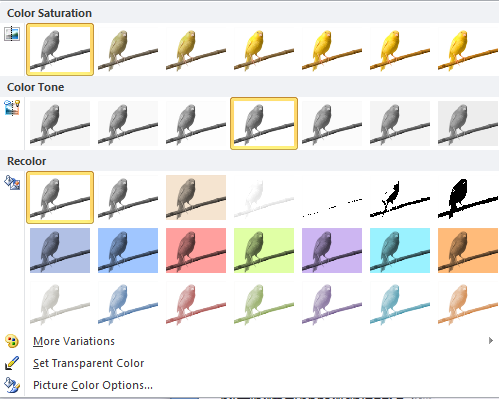 Color Saturation
Color Tone
Recolor
More Variations
Set Transparent Color
Picture Color Options...